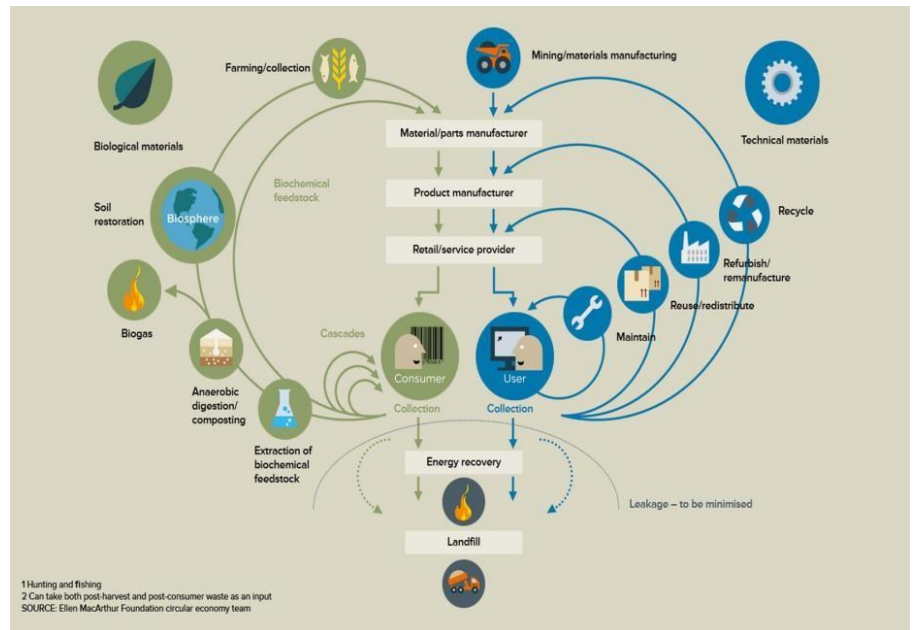 Farming/collection
Mining/materials manufacturing
Biological materials
Technical materials
Material/parts manufacturer
Biochemical
feedstock
Product manufacturer
Soil
restoration
Biosphere
Recycle
Retail/service provider
Refurbish/
remanufacture
Reuse/redistribute
Biogas
Cascades
Maintain
Consumer
User
Anaerobic
digestion/
composting
Collection
Collection
Extraction of
biochemical
feedstock
Energy recovery
Leakage – to be minimised
Landfill
1 Hunting and fishing
2 Can take both post-harvest and post-consumer waste as an input
SOURCE: Ellen MacArthur Foundation circular economy team